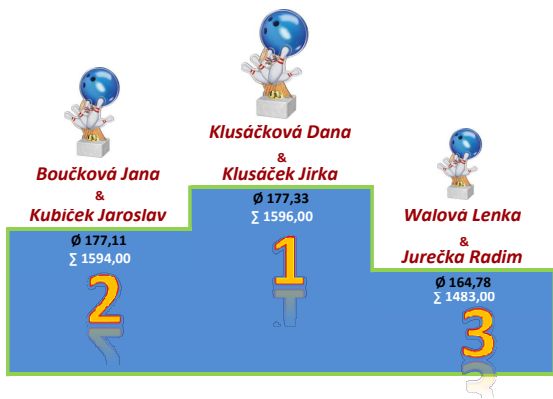 Klusáčková Dana
&
Klusáček Jirka
Ø 177,33
∑ 1596,00
1
Boučková Jana
&
Kubíček Jaroslav
Ø 177,11
∑ 1594,00
2
Walová Lenka
&
Jurečka Radim
Ø 164,78
∑ 1483,00
3